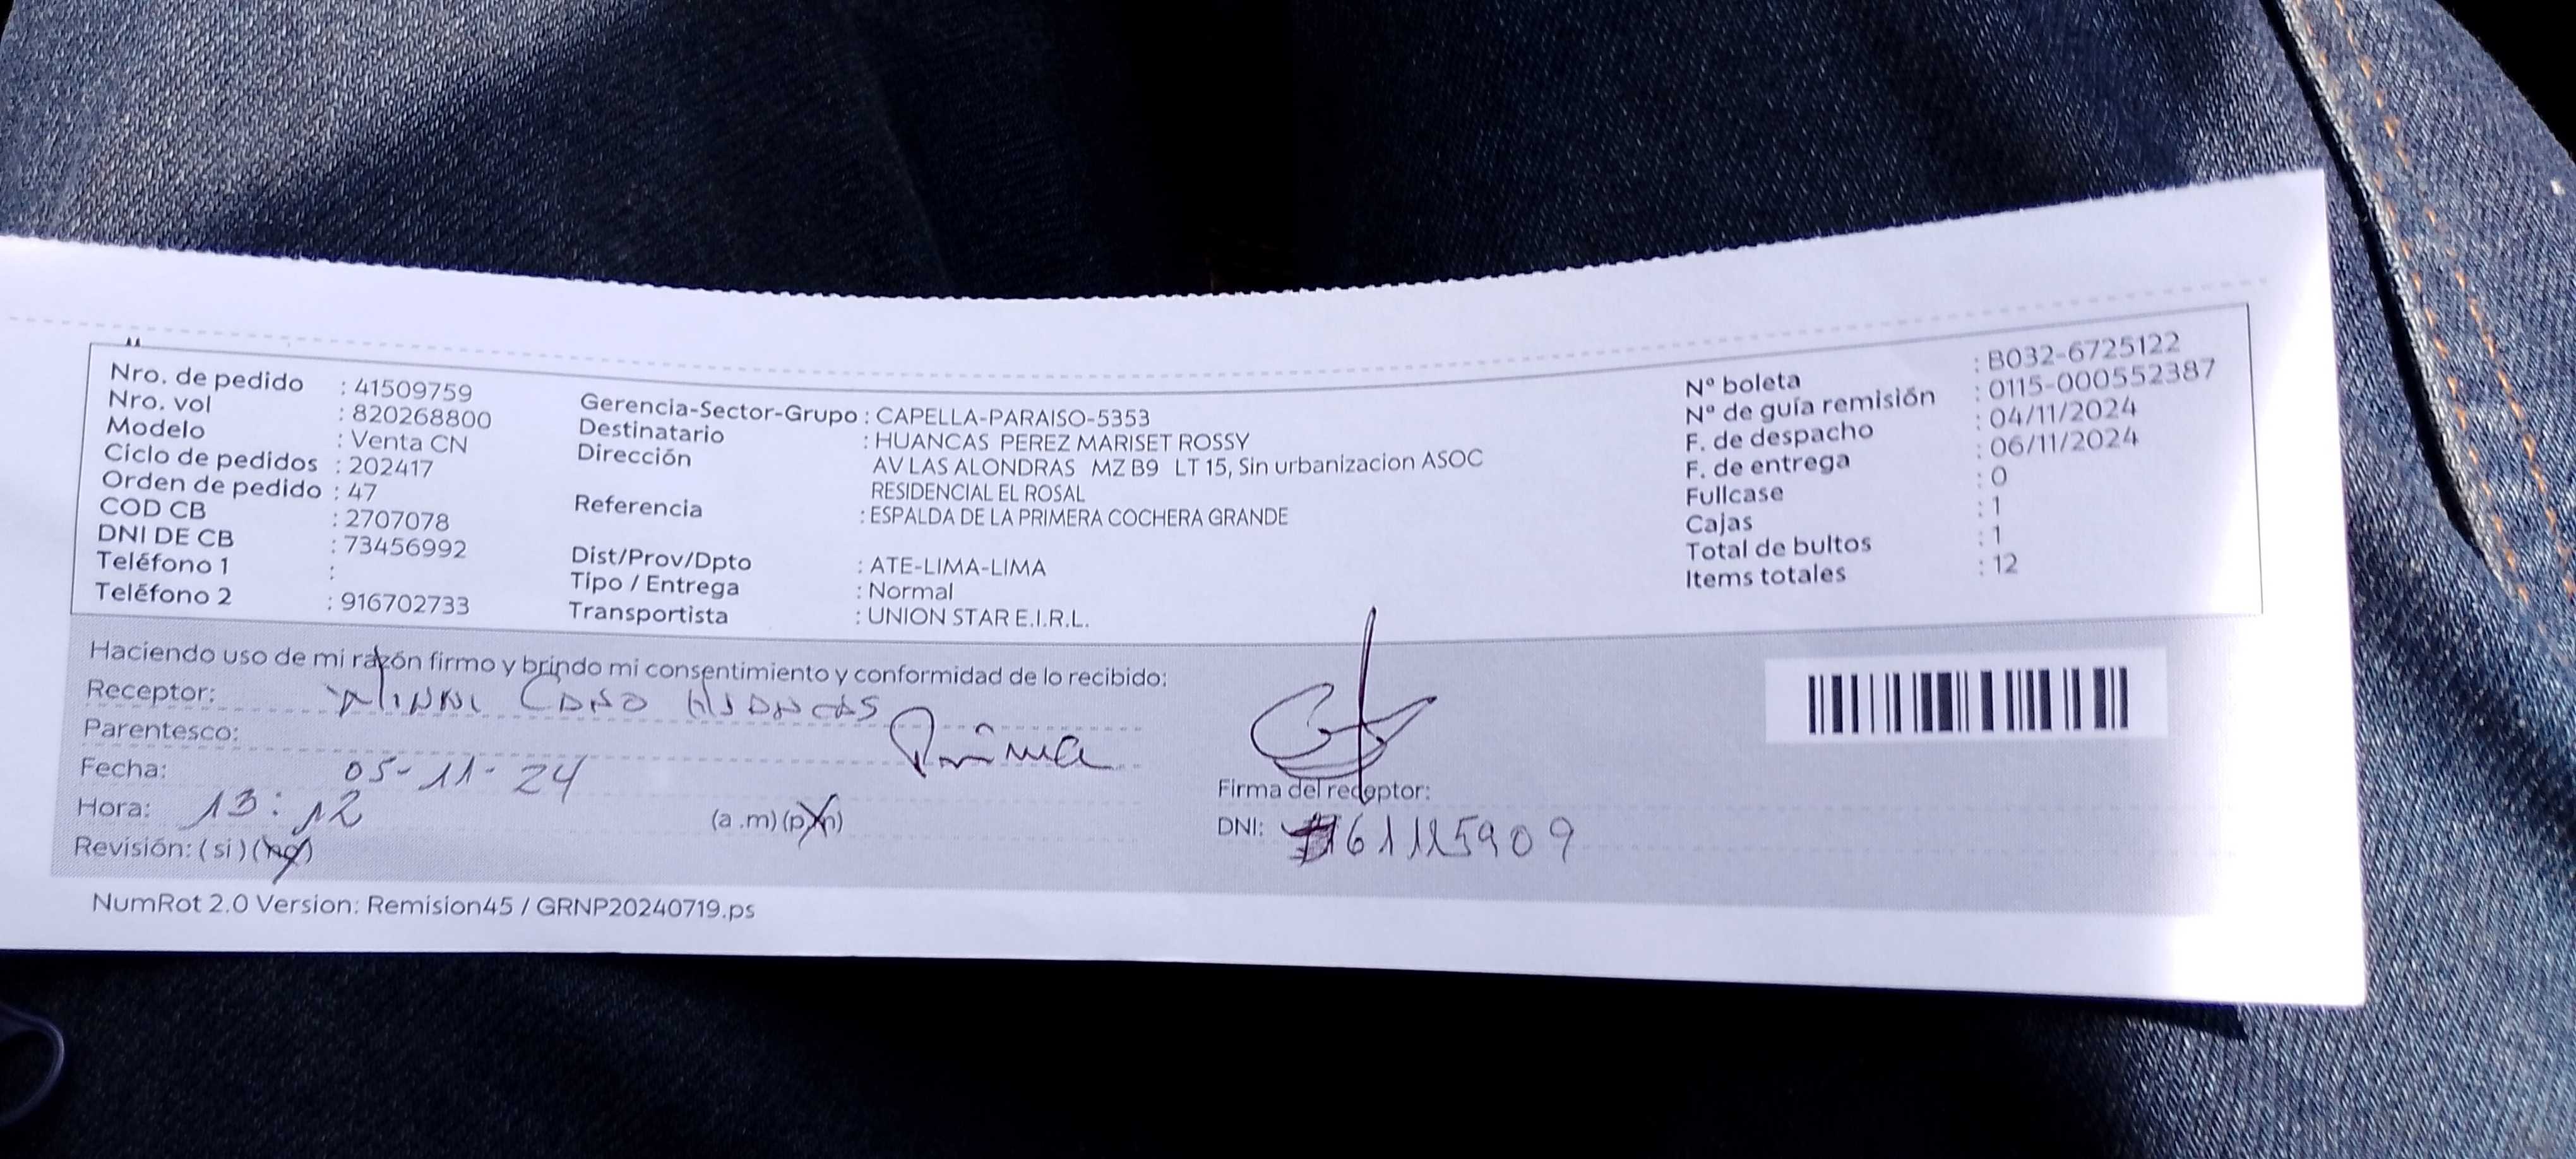 Nro. de pedido : 41509759
Nro. vol : 820268800
Modelo : Venta CN
Ciclo de pedidos : 202417
Orden de pedido : 47
COD CB : 2707078
DNI DE CB : 73456992
Teléfono 1 :
Teléfono 2 : 916702733
Gerencia-Sector-Grupo : CAPELLA-PARAISO-5353
Destinatario : HUANCAS PEREZ MARISET ROSSY
Dirección AV LAS ALONDRAS MZ B9 LT 15, Sin urbanizacion ASOC
RESIDENCIAL EL ROSAL
Referencia : ESPALDA DE LA PRIMERA COCHERA GRANDE
Dist/Prov/Dpto : ATE-LIMA-LIMA
Tipo / Entrega : Normal
Transportista : UNION STAR E.I.R.L.
Nº boleta : B032-6725122
Nº de guía remisión : 0115-000552387
F. de despacho : 04/11/2024
F. de entrega : 06/11/2024
Fullcase : 0
Cajas : 1
Total de bultos : 1
Items totales : 12
Haciendo uso de mi razón firmo y brindo mi consentimiento y conformidad de lo recibido:
Receptor:
Parentesco: Prima
Fecha: 05-11-24
Hora: 13:12 (a .m) (p.m)
Revisión: ( si ) (no)
Firma del receptor:
DNI: 61115909
NumRot 2.0 Version: Remision45 / GRNP20240719.ps